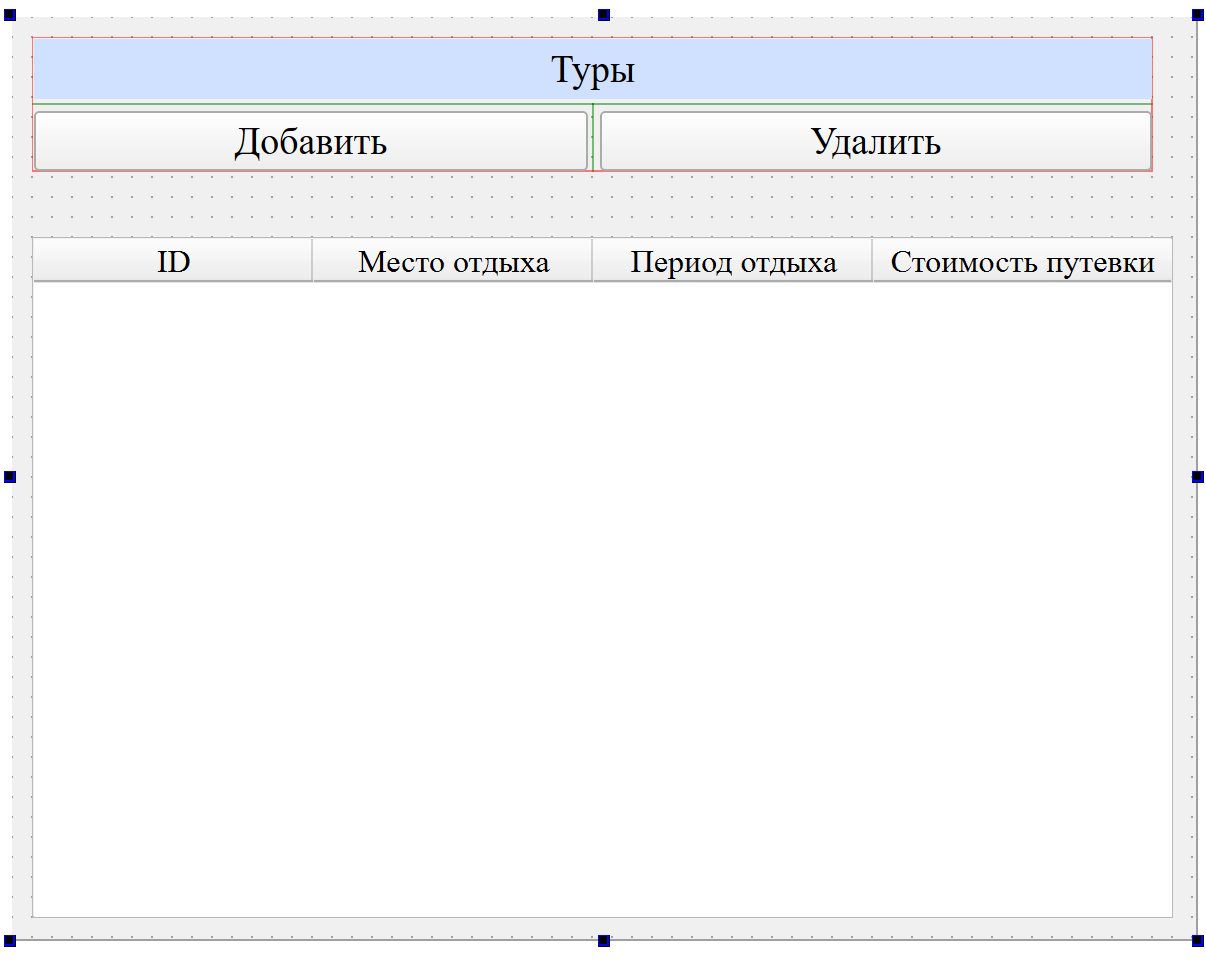 Туры
Добавить Удалить
ID Место отдыха Период отдыха Стоимость путевки